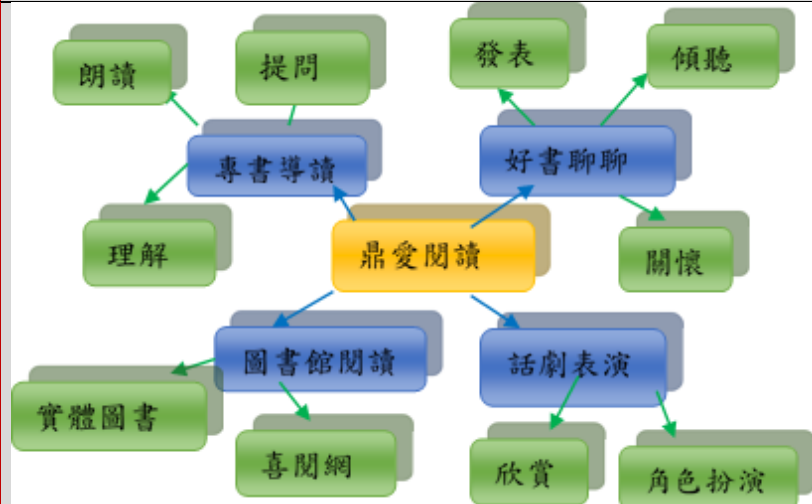 朗讀
提問
發表
傾聽
專書導讀
好書聊聊
理解
鼎愛閱讀
關懷
圖書館閱讀
話劇表演
實體圖書
喜閱網
欣賞
角色扮演